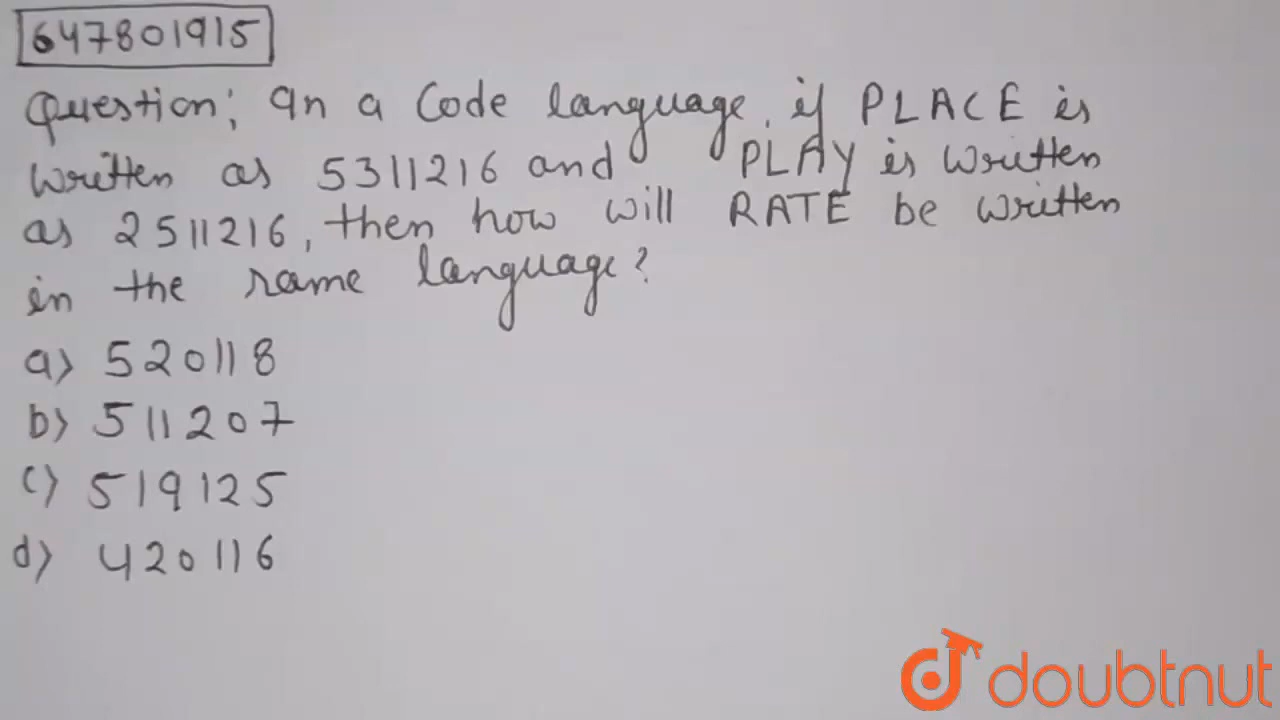 647801915
Question; In a Code language, if PLACE is
written as 5311216 and PLAY is written
as 2511216, then how will RATE be written
in the same language?
a) 520118
b) 511207
c) 519125
d) 420116
doubtnut